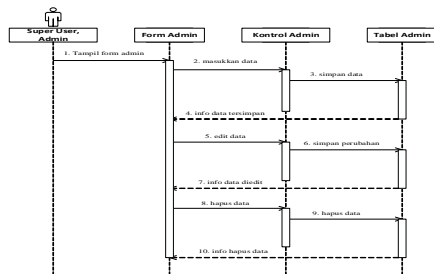 Super User,
Admin
Form Admin
Kontrol Admin
Tabel Admin
1. Tampil form admin
2. masukkan data
3. simpan data
4. info data tersimpan
5. edit data
6. simpan perubahan
7. info data diedit
8. hapus data
9. hapus data
10. info hapus data